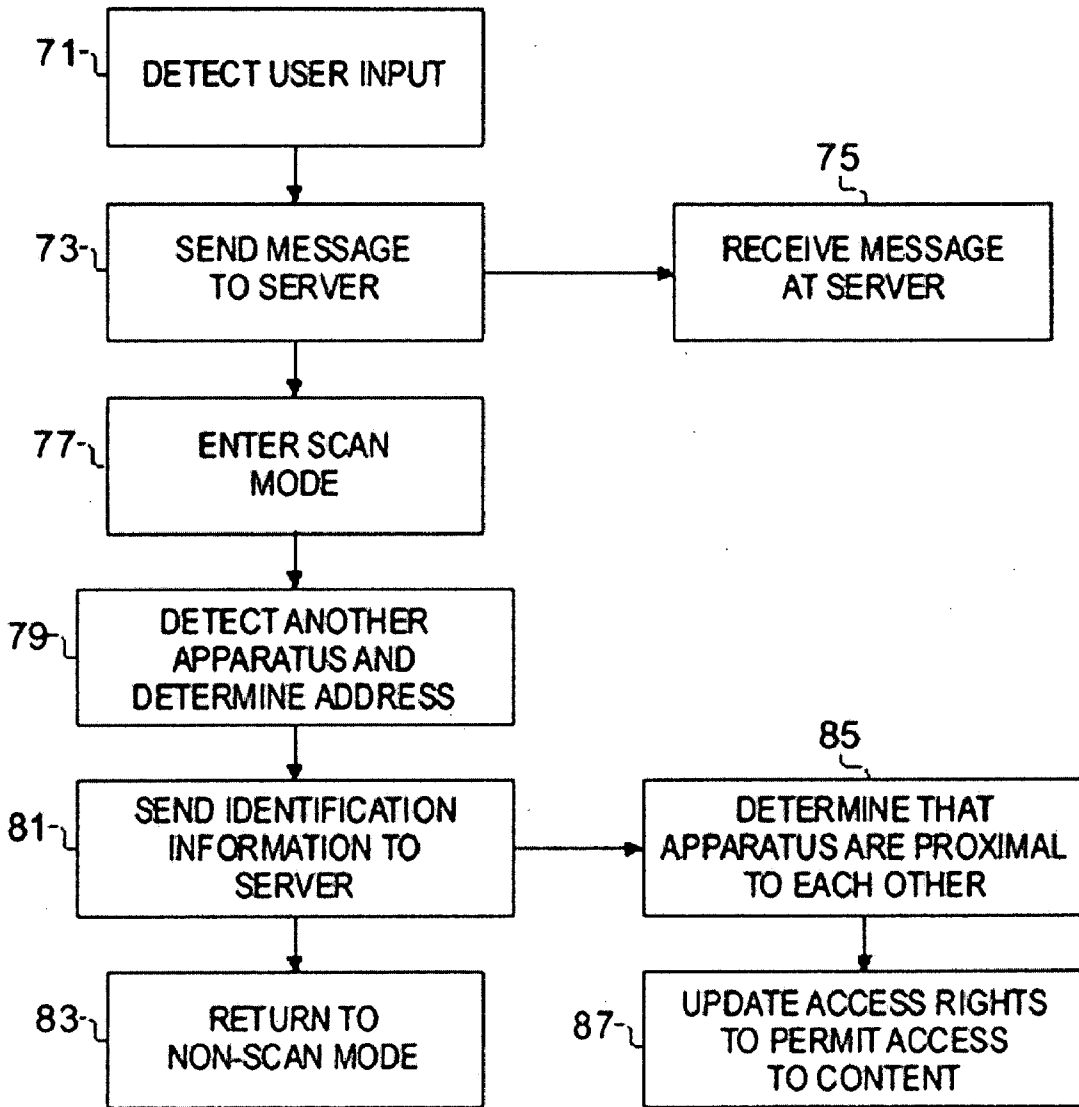 71
DETECT USER INPUT
75
73
SEND MESSAGE
TO SERVER
RECEIVE MESSAGE
AT SERVER
77
ENTER SCAN
MODE
79
DETECT ANOTHER
APPARATUS AND
DETERMINE ADDRESS
85
81
SEND IDENTIFICATION
INFORMATION TO
SERVER
DETERMINE THAT
APPARATUS ARE PROXIMAL
TO EACH OTHER
83
RETURN TO
NON-SCAN MODE
87
UPDATE ACCESS RIGHTS
TO PERMIT ACCESS
TO CONTENT